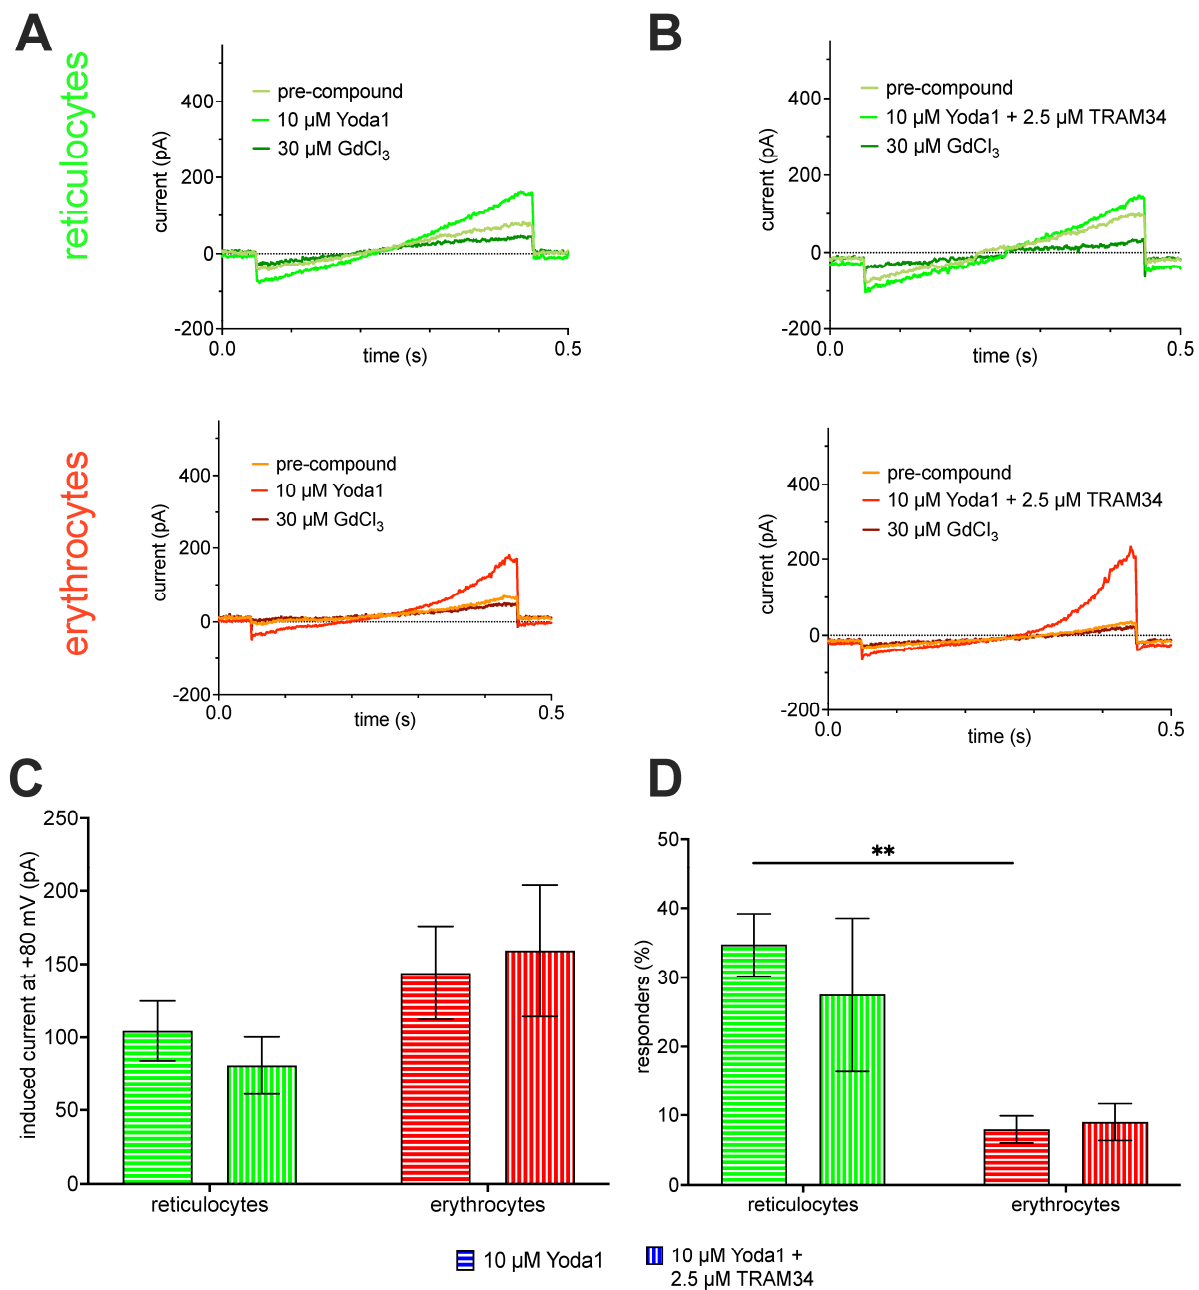 A
reticulocytes
current (pA)
400
200
0
-200
pre-compound
10 µM Yoda1
30 µM GdCl3
0.0
0.5
time (s)
B
current (pA)
400
200
0
-200
pre-compound
10 µM Yoda1 + 2.5 µM TRAM34
30 µM GdCl3
0.0
0.5
time (s)
erythrocytes
current (pA)
400
200
0
-200
pre-compound
10 µM Yoda1
30 µM GdCl3
0.0
0.5
time (s)
current (pA)
400
200
0
-200
pre-compound
10 µM Yoda1 + 2.5 µM TRAM34
30 µM GdCl3
0.0
0.5
time (s)
C
induced current at +80 mV (pA)
250
200
150
100
50
0
reticulocytes
erythrocytes
D
responders (%)
50
40
30
20
10
0
**
reticulocytes
erythrocytes
10 µM Yoda1
10 µM Yoda1 +
2.5 µM TRAM34